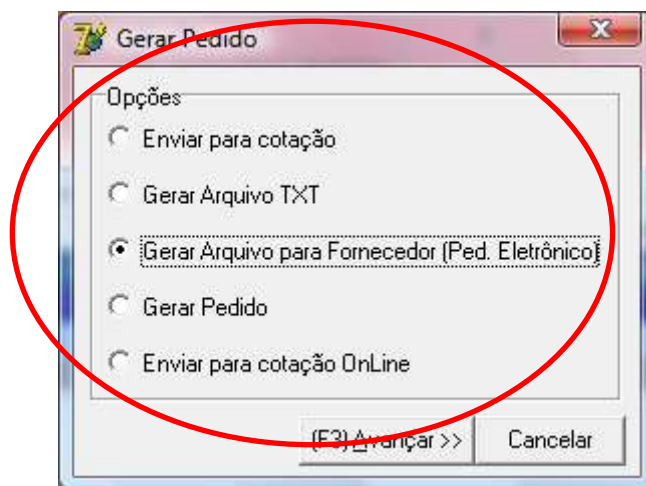 Gerar Pedido
Opções
Enviar para cotação
Gerar Arquivo TXT
Gerar Arquivo para Fornecedor (Ped. Eletrônico)
Gerar Pedido
Enviar para cotação OnLine
(F3) Avançar >> Cancelar